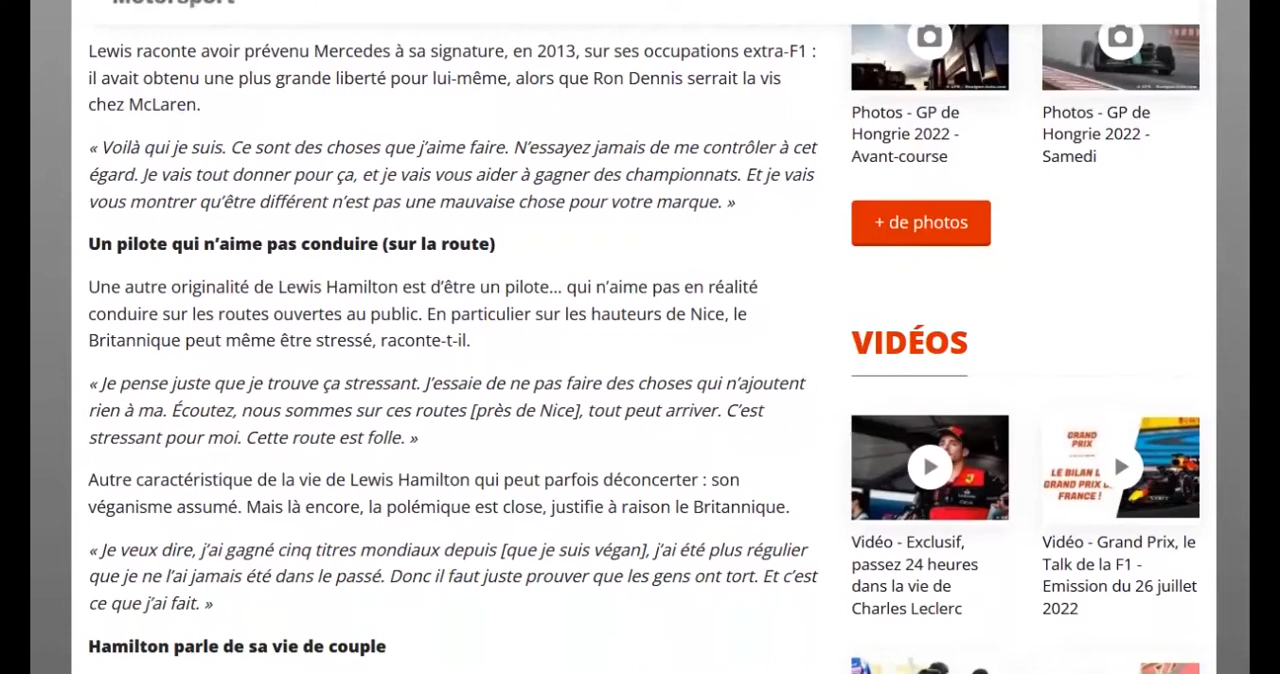 Motorsport
Lewis raconte avoir prévenu Mercedes à sa signature, en 2013, sur ses occupations extra-F1 :
il avait obtenu une plus grande liberté pour lui-même, alors que Ron Dennis serrait la vis
chez McLaren.
« Voilà qui je suis. Ce sont des choses que j’aime faire. N’essayez jamais de me contrôler à cet
égard. Je vais tout donner pour ça, et je vais vous aider à gagner des championnats. Et je vais
vous montrer qu’être différent n’est pas une mauvaise chose pour votre marque. »
Un pilote qui n’aime pas conduire (sur la route)
Une autre originalité de Lewis Hamilton est d’être un pilote... qui n’aime pas en réalité
conduire sur les routes ouvertes au public. En particulier sur les hauteurs de Nice, le
Britannique peut même être stressé, raconte-t-il.
« Je pense juste que je trouve ça stressant. J’essaie de ne pas faire des choses qui n’ajoutent
rien à ma. Écoutez, nous sommes sur ces routes [près de Nice], tout peut arriver. C’est
stressant pour moi. Cette route est folle. »
Autre caractéristique de la vie de Lewis Hamilton qui peut parfois déconcerter : son
véganisme assumé. Mais là encore, la polémique est close, justifie à raison le Britannique.
« Je veux dire, j’ai gagné cinq titres mondiaux depuis [que je suis végan], j’ai été plus régulier
que je ne l’ai jamais été dans le passé. Donc il faut juste prouver que les gens ont tort. Et c’est
ce que j’ai fait. »
Hamilton parle de sa vie de couple
Photos - GP de
Hongrie 2022 -
Avant-course
Photos - GP de
Hongrie 2022 -
Samedi
+ de photos
VIDÉOS
GRAND
PRIX
LE BILAN
GRAND PRIX
FRANCE !
Vidéo - Exclusif,
passez 24 heures
dans la vie de
Charles Leclerc
Vidéo - Grand Prix, le
Talk de la F1 -
Emission du 26 juillet
2022